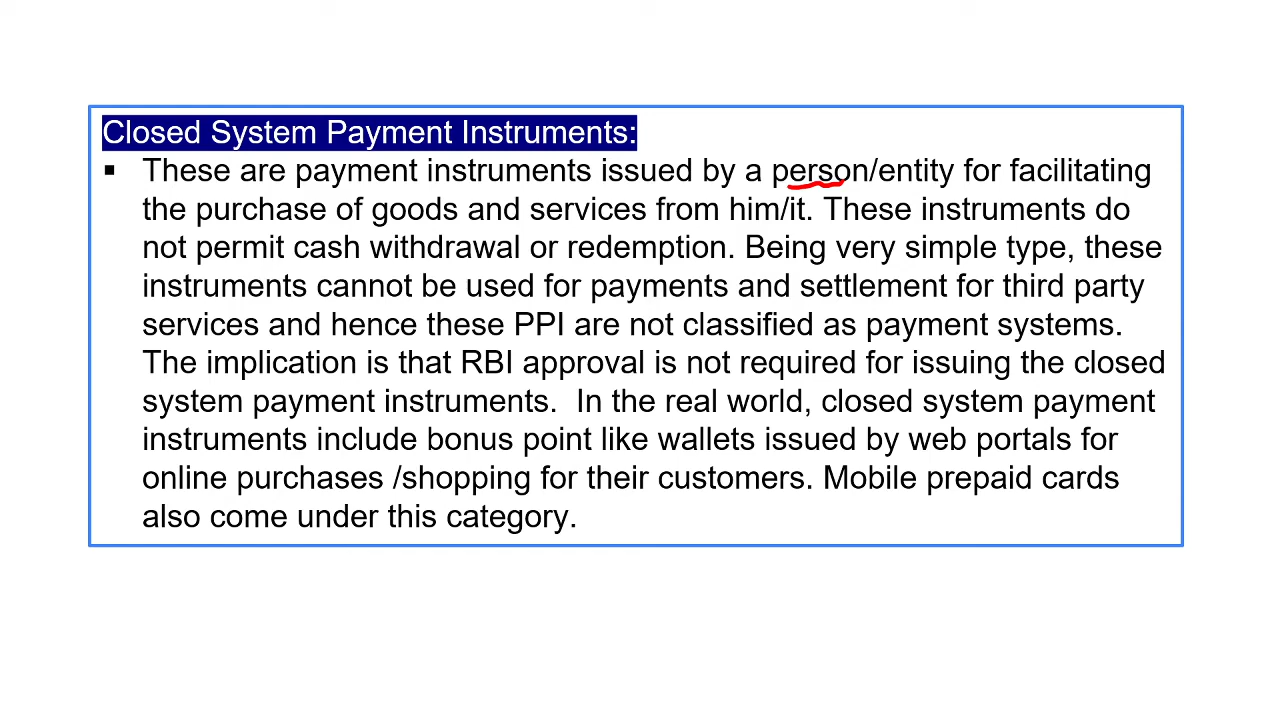 Closed System Payment Instruments:
▪ These are payment instruments issued by a person/entity for facilitating
the purchase of goods and services from him/it. These instruments do
not permit cash withdrawal or redemption. Being very simple type, these
instruments cannot be used for payments and settlement for third party
services and hence these PPI are not classified as payment systems.
The implication is that RBI approval is not required for issuing the closed
system payment instruments.  In the real world, closed system payment
instruments include bonus point like wallets issued by web portals for
online purchases /shopping for their customers. Mobile prepaid cards
also come under this category.